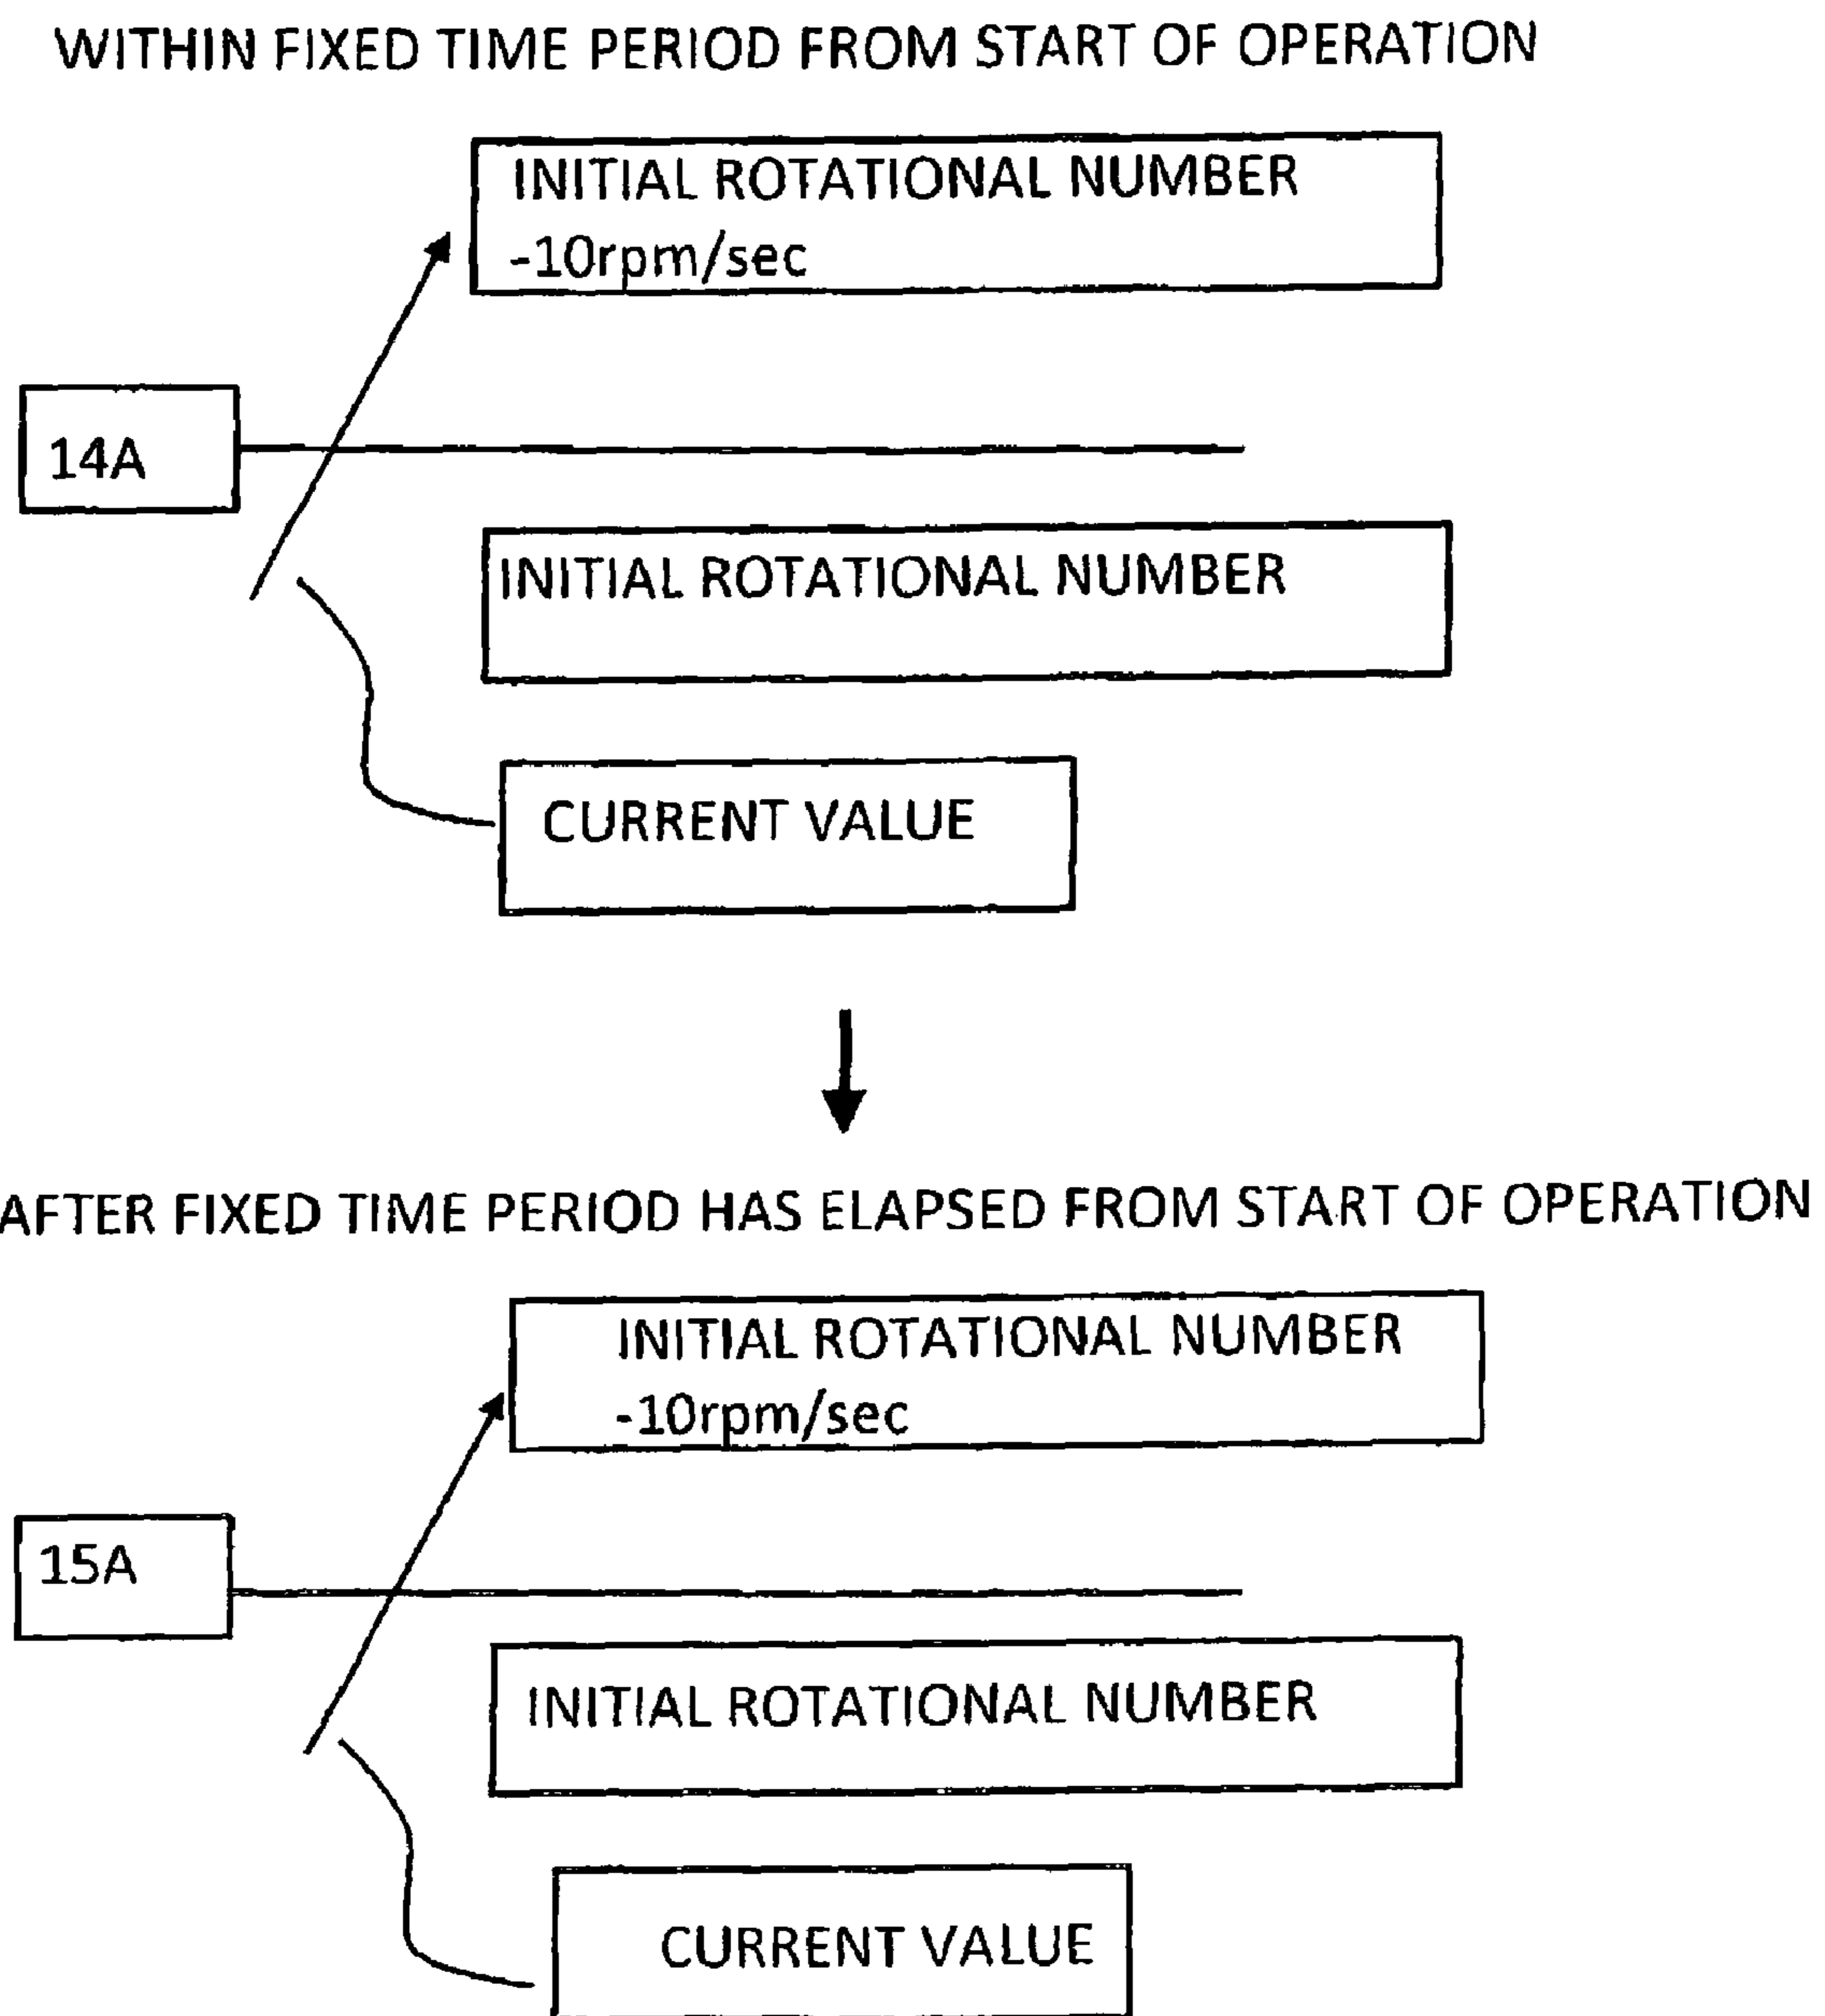 WITHIN FIXED TIME PERIOD FROM START OF OPERATION
INITIAL ROTATIONAL NUMBER
-10rpm/sec
14A
INITIAL ROTATIONAL NUMBER
CURRENT VALUE
AFTER FIXED TIME PERIOD HAS ELAPSED FROM START OF OPERATION
INITIAL ROTATIONAL NUMBER
-10rpm/sec
15A
INITIAL ROTATIONAL NUMBER
CURRENT VALUE